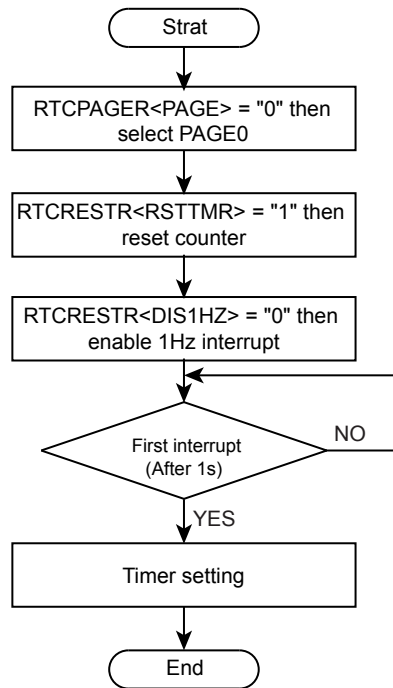 Strat
RTCPAGER<PAGE> = "0" then
select PAGE0
RTCRESTR<RSTTMR> = "1" then
reset counter
RTCRESTR<DIS1HZ> = "0" then
enable 1Hz interrupt
First interrupt
(After 1s)
NO
YES
Timer setting
End